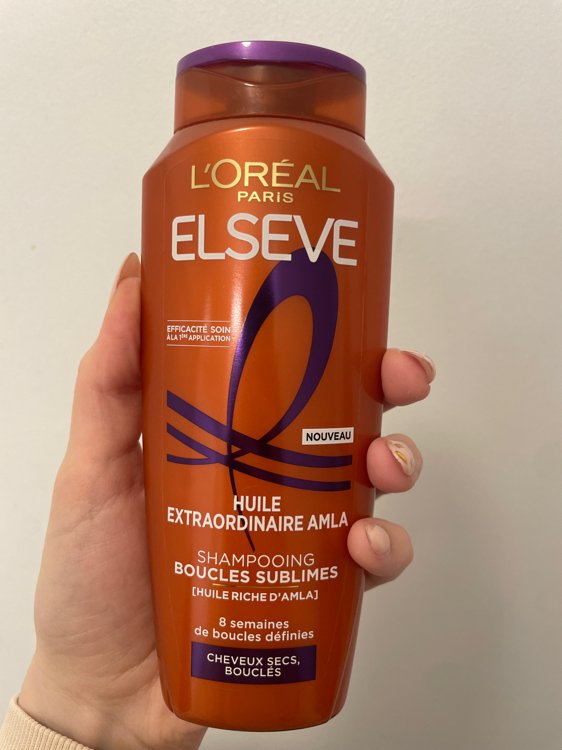 L'ORÉAL
PARIS
ELSEVE
EFFICACITÉ SOIN
À LA 1ÈRE APPLICATION
NOUVEAU
HUILE
EXTRAORDINAIRE AMLA
SHAMPOOING
BOUCLES SUBLIMES
[HUILE RICHE D'AMLA]
8 semaines
de boucles définies
CHEVEUX SECS,
BOUCLÉS